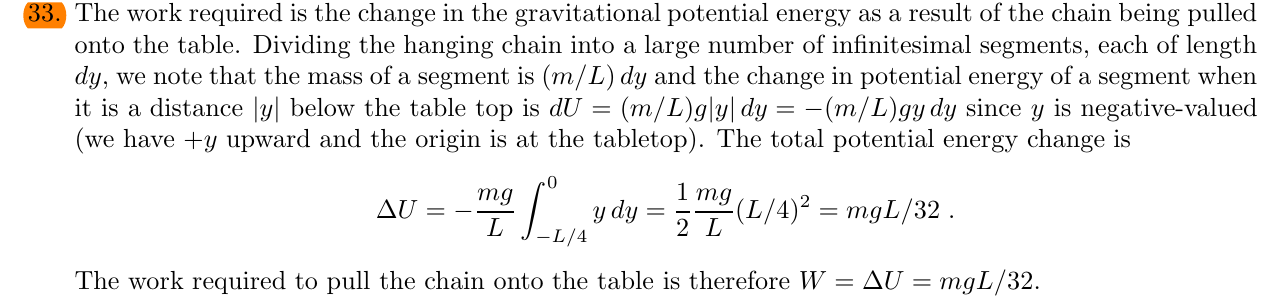 33. The work required is the change in the gravitational potential energy as a result of the chain being pulled
onto the table. Dividing the hanging chain into a large number of infinitesimal segments, each of length
dy, we note that the mass of a segment is (m/L) dy and the change in potential energy of a segment when
it is a distance |y| below the table top is dU = (m/L)g|y| dy = −(m/L)gy dy since y is negative-valued
(we have +y upward and the origin is at the tabletop). The total potential energy change is
ΔU = −\frac{mg}{L} \int_{−L/4}^{0} y dy = \frac{1}{2} \frac{mg}{L} (L/4)^2 = mgL/32 .
The work required to pull the chain onto the table is therefore W = ΔU = mgL/32.